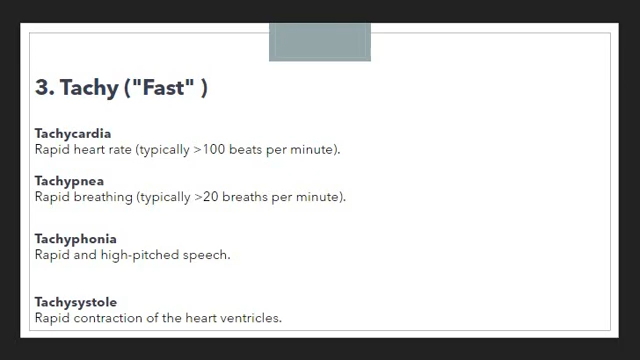 3. Tachy ("Fast" )
Tachycardia
Rapid heart rate (typically >100 beats per minute).
Tachypnea
Rapid breathing (typically >20 breaths per minute).
Tachyphonia
Rapid and high-pitched speech.
Tachysystole
Rapid contraction of the heart ventricles.